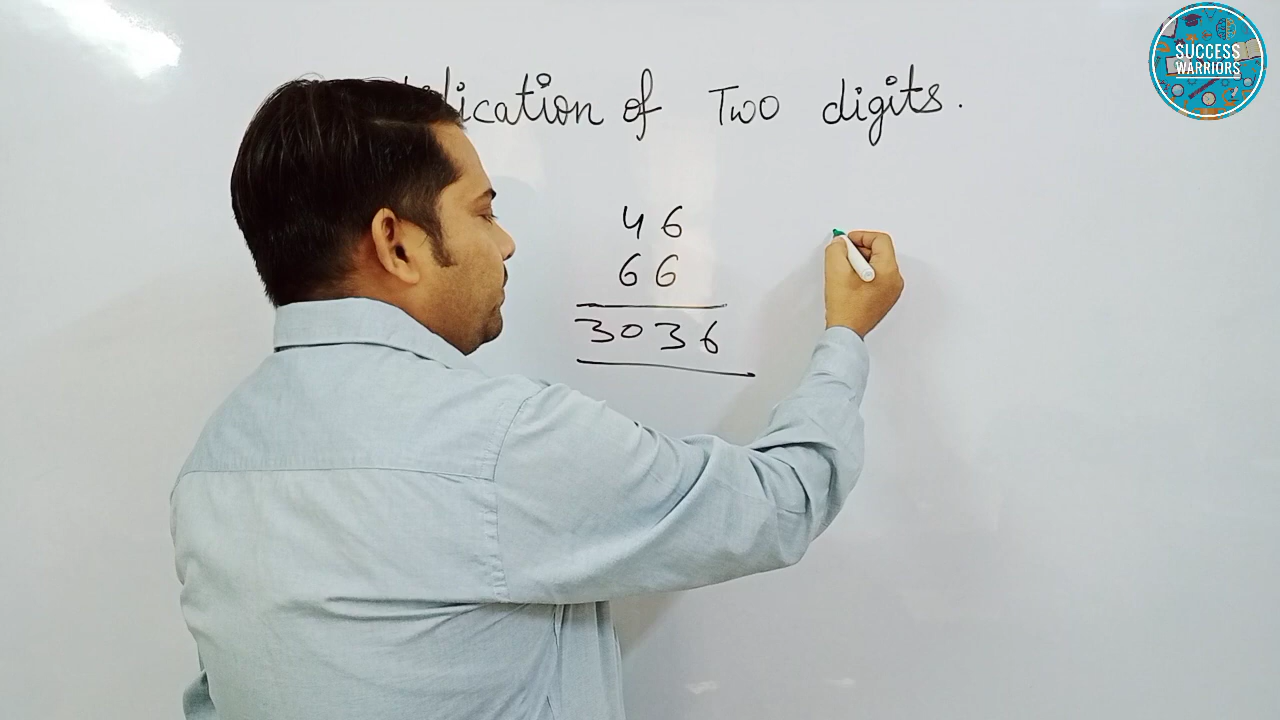 lication of Two digits.
46
66
3036
SUCCESS
WARRIORS